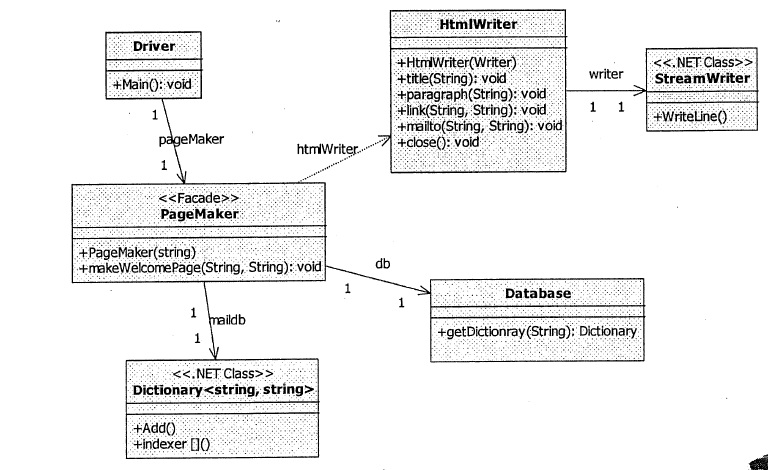 HtmlWriter
+HtmlWriter(Writer)
+title(String): void
+paragraph(String): void
+link(String, String): void
+mailto(String, String): void
+close(): void
Driver
+Main(): void
writer
1 1
<<.NET Class>>
StreamWriter
+WriteLine()
1
pageMaker
1
htmlWriter
<<Facade>>
PageMaker
+PageMaker(string)
+makeWelcomePage(String, String): void
db
1
1
Database
+getDictionray(String): Dictionary
1
maildb
1
<<.NET Class>>
Dictionary<string, string>
+Add()
+indexer []()